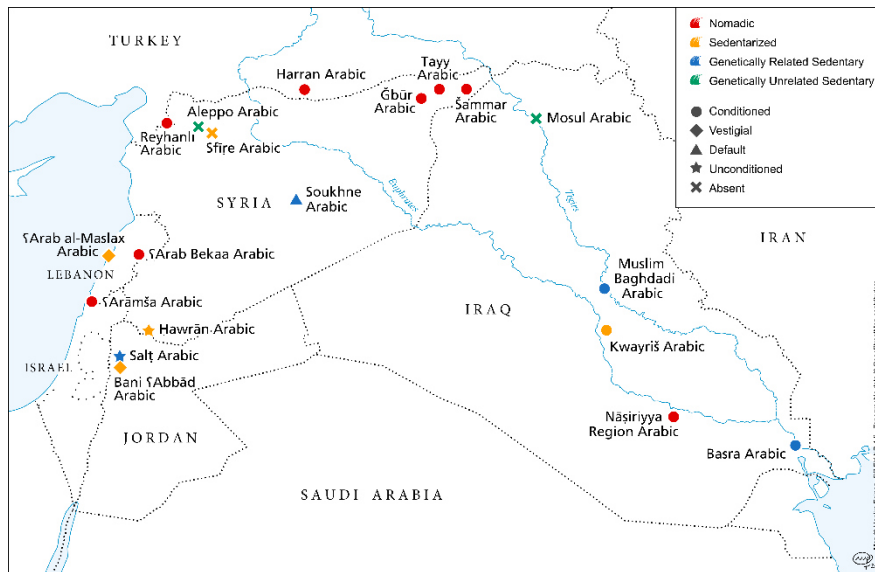 TURKEY
Harran Arabic
Tayy
Arabic
Ǧbūr
Arabic
Šammar
Arabic
Aleppo Arabic
Reyhanlı
Arabic
Sfīṛe Arabic
Mosul Arabic
Nomadic
Sedentarized
Genetically Related Sedentary
Genetically Unrelated Sedentary
Conditioned
Vestigial
Default
Unconditioned
Absent
SYRIA
Soukhne
Arabic
Euphrates
Tigris
IRAN
ʕArab al-Maslax
Arabic
ʕArab Bekaa Arabic
LEBANON
ʕArāmša Arabic
Muslim
Baghdadi
Arabic
IRAQ
Hawrān Arabic
Kwayriš Arabic
ISRAEL
Salṭ Arabic
Bani ʕAbbād
Arabic
JORDAN
Nāṣiriyya
Region Arabic
Basra Arabic
SAUDI ARABIA